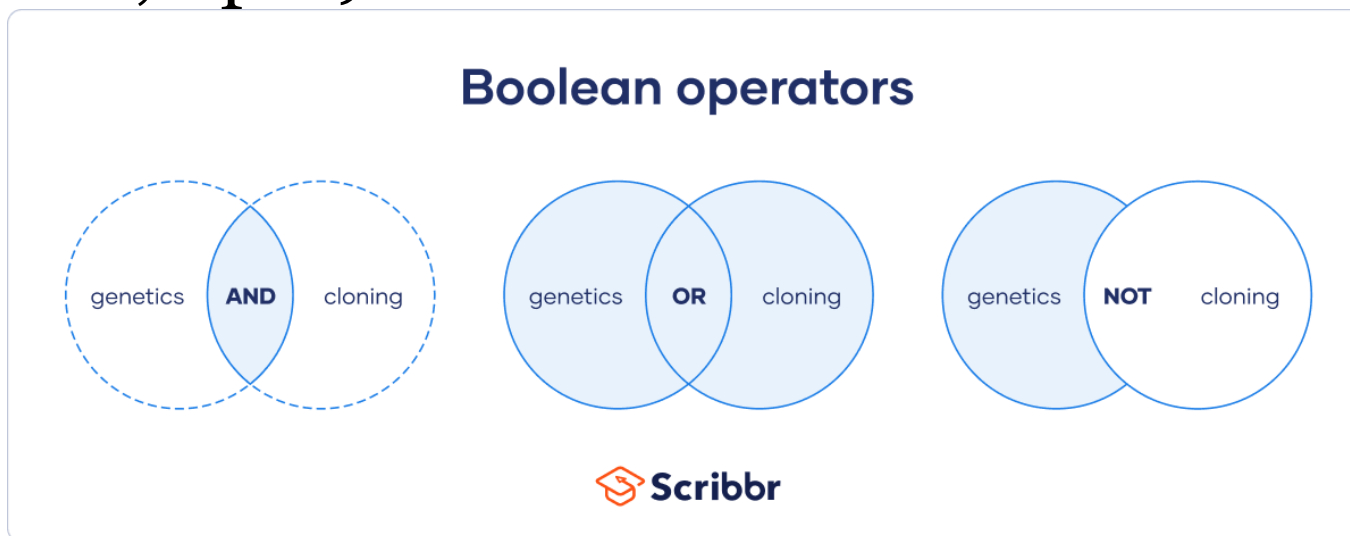 Boolean operators
genetics AND cloning
genetics OR cloning
genetics NOT cloning
Scribbr